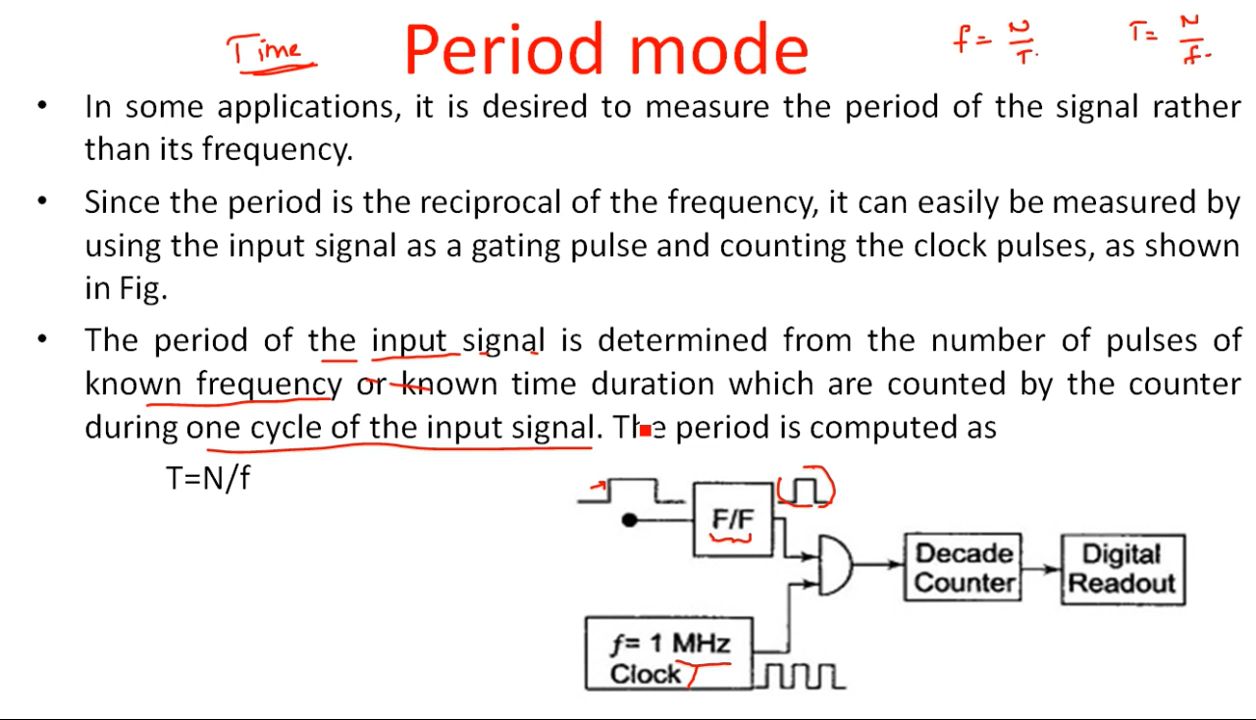 Time
Period mode
f = N/T
T = N/f
• In some applications, it is desired to measure the period of the signal rather
than its frequency.
• Since the period is the reciprocal of the frequency, it can easily be measured by
using the input signal as a gating pulse and counting the clock pulses, as shown
in Fig.
• The period of the input signal is determined from the number of pulses of
known frequency or known time duration which are counted by the counter
during one cycle of the input signal. The period is computed as
T=N/f
F/F
Decade
Counter
Digital
Readout
f= 1 MHz
Clock T